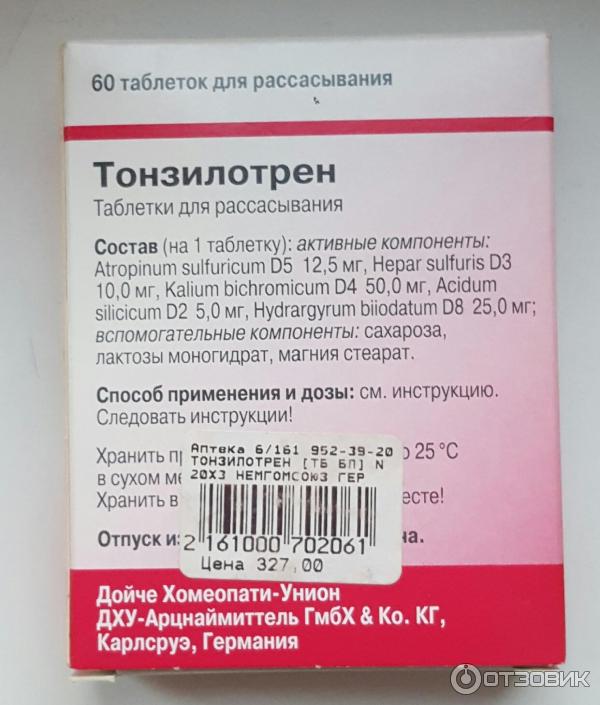 60 таблеток для рассасывания
Тонзилотрен
Таблетки для рассасывания
Состав (на 1 таблетку): активные компоненты:
Atropinum sulfuricum D5 12,5 мг, Hepar sulfuris D3
10,0 мг, Kalium bichromicum D4 50,0 мг, Acidum
silicicum D2 5,0 мг, Hydrargyrum biiodatum D8 25,0 мг;
вспомогательные компоненты: сахароза,
лактозы моногидрат, магния стеарат.
Способ применения и дозы: см. инструкцию.
Следовать инструкции!
Хранить 25 °C
в сухом
Хранить в
Отпуск
Аптека 6/161 952-39-20
ТОНЗИЛОТРЕН [ТБ БП] N
20X3 НЕМГОМСОЮЗ ГЕР
2 161000 702061
Цена 327,00
Дойче Хомеопати-Унион
ДХУ-Арцнаймиттель ГмбХ & Ко. КГ,
Карлсруэ, Германия
ОТЗОВИК